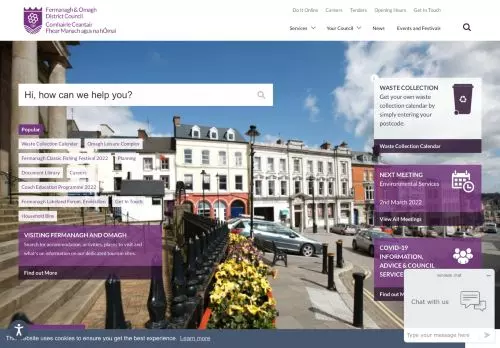 Fermanagh & Omagh
District Council
Comhairle Ceantair
Fhear Manach agus na hÓmaí
Do It Online
Careers
Tenders
Opening Hours
Get In Touch
Services
Your Council
News
Events and Festivals
Hi, how can we help you?
Popular
Waste Collection Calendar
Omagh Leisure Complex
Fermanagh Classic Fishing Festival 2022
Planning
Document Library
Careers
Coach Education Programme 2022
Fermanagh Lakeland Forum, Enniskillen
Get In Touch
Household Bins
VISITING FERMANAGH AND OMAGH
Search for accommodation, activities, places to visit and
what's on information on our dedicated tourism sites.
Find out More
WASTE COLLECTION
Get your own waste
collection calendar by
simply entering your
postcode.
Waste Collection Calendar
NEXT MEETING
Environmental Services
2nd March 2022
View All Meetings
COVID-19
INFORMATION,
ADVICE & COUNCIL
SERVICE
Find out More
Chat with us
Type your message here
This website uses cookies to ensure you get the best experience.
Learn more